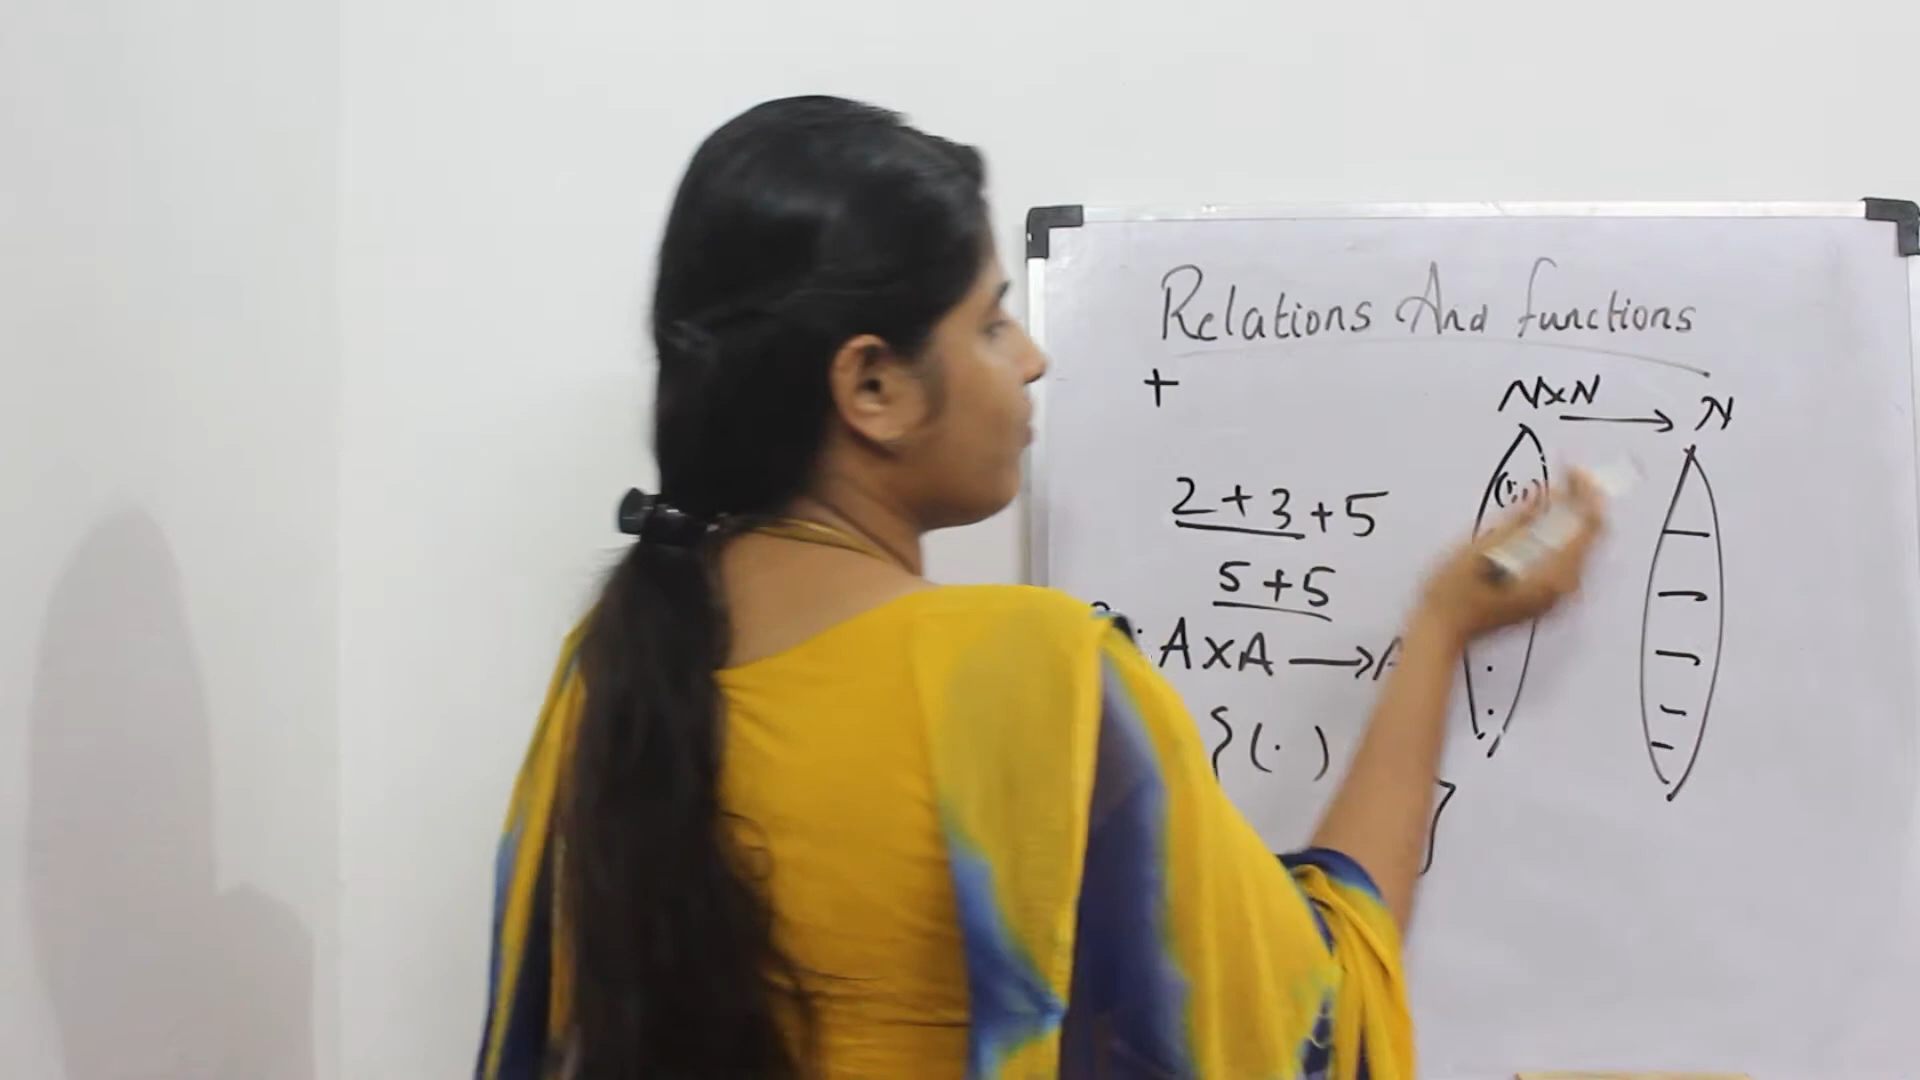 Relations And functions
+
N×N → N
2 + 3 + 5
5 + 5
A×A → A
{(.)
}